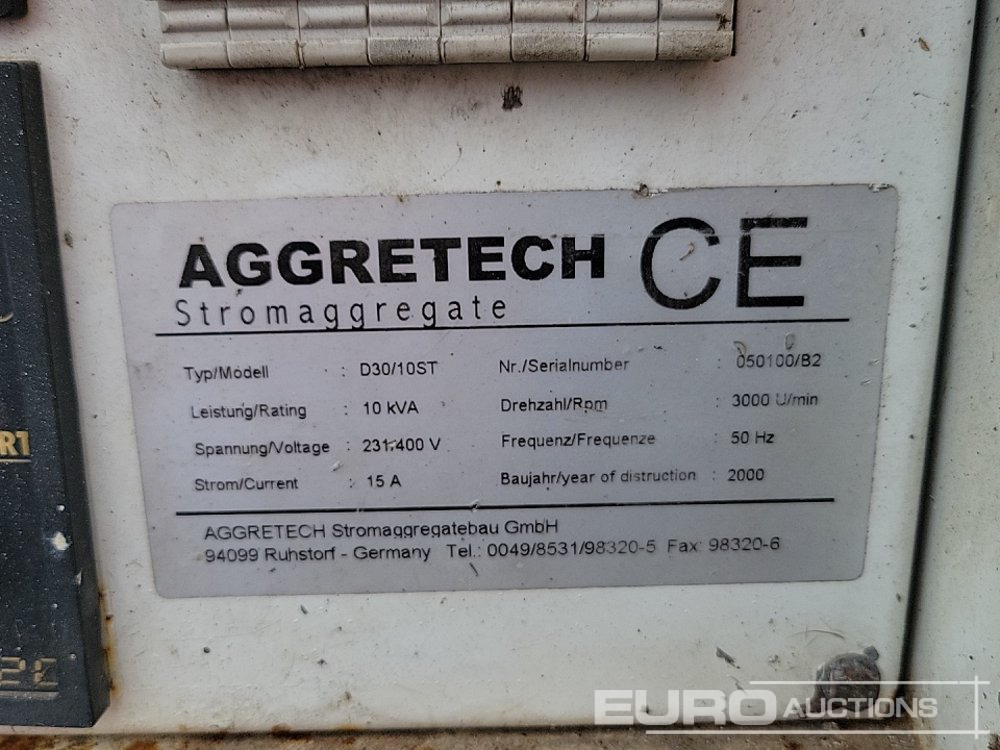 AGGRETECH CE
Stromaggregate
Typ/Modell : D30/10ST Nr./Serialnumber : 050100/B2
Leistung/Rating : 10 kVA Drehzahl/Rpm : 3000 U/min
Spannung/Voltage : 231/400 V Frequenz/Frequenze : 50 Hz
Strom/Current : 15 A Baujahr/year of distruction : 2000
AGGRETECH Stromaggregatebau GmbH
94099 Ruhstorf - Germany Tel.: 0049/8531/98320-5 Fax: 98320-6
R1
EURO AUCTIONS